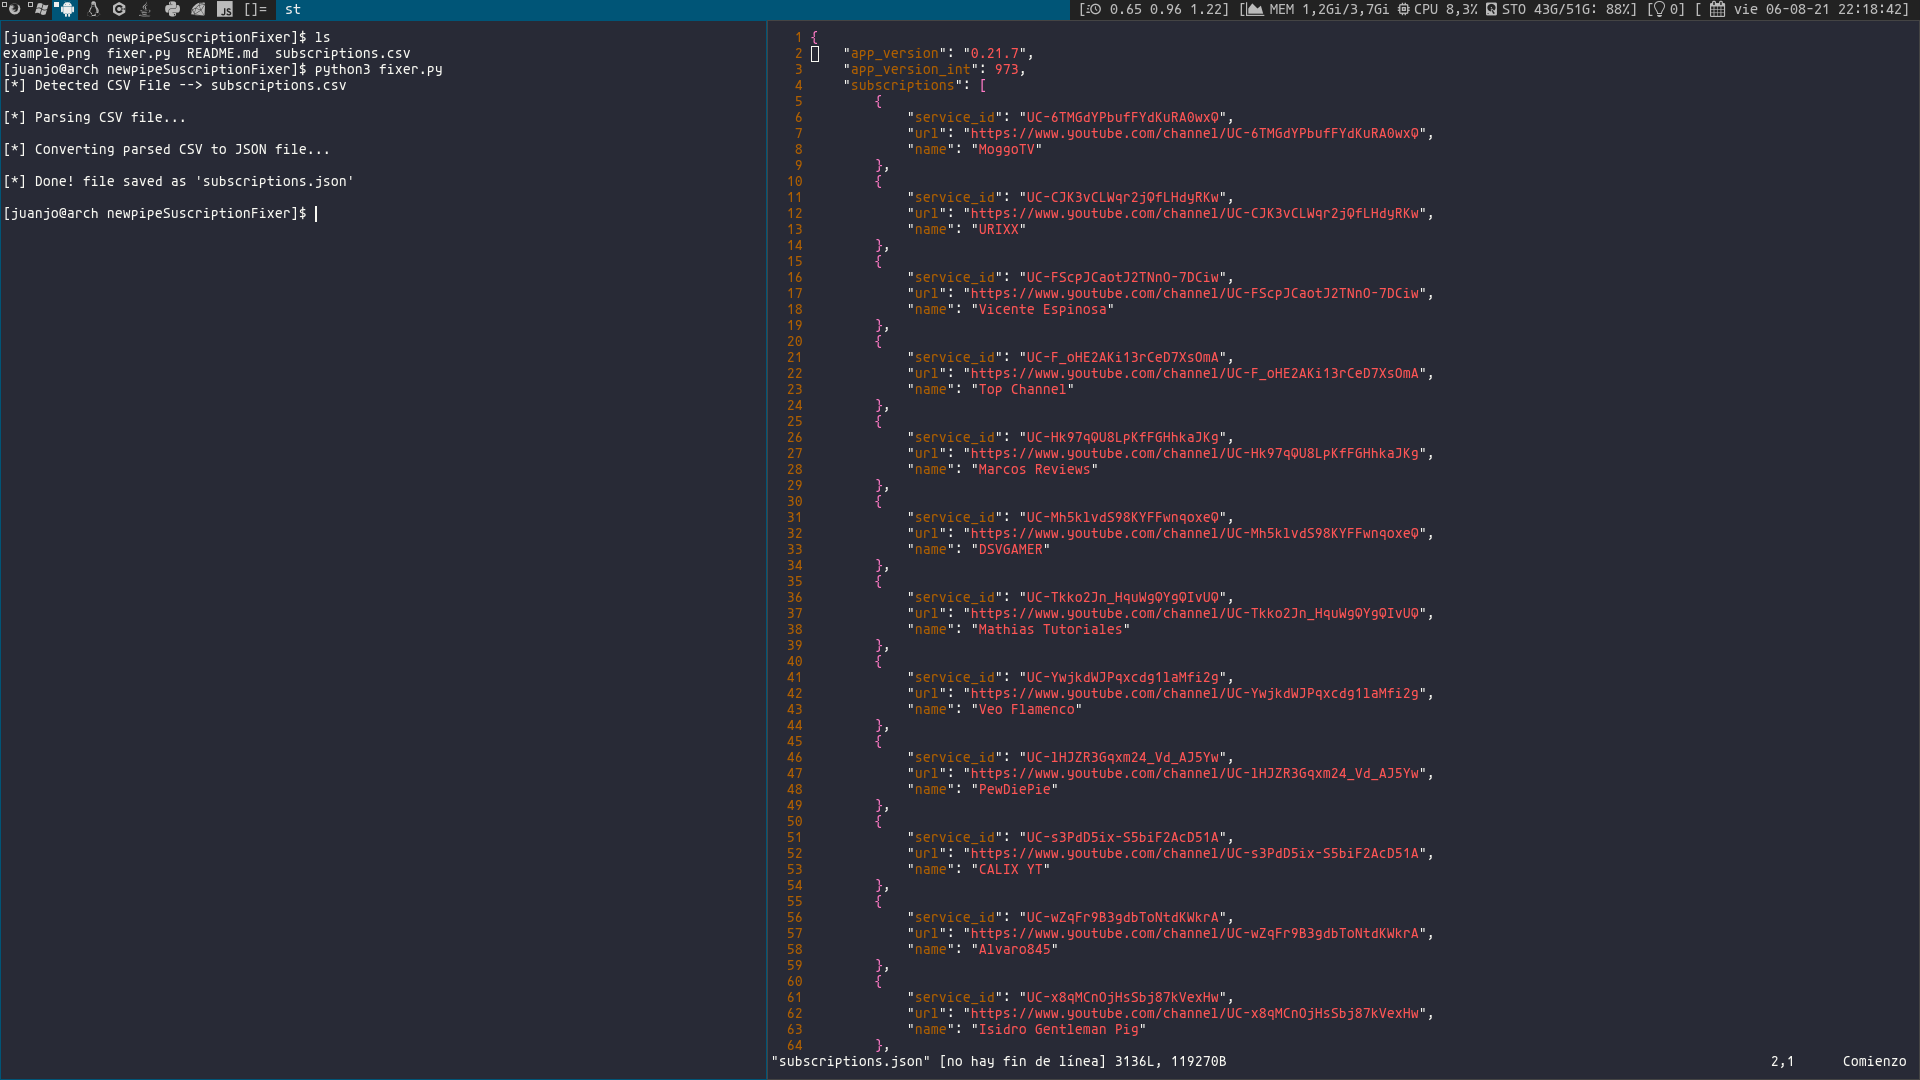 []= st [ 0.65 0.96 1.22] [ MEM 1,2Gi/3,7Gi CPU 8,3% STO 43G/51G: 88%] [ 0] [ vie 06-08-21 22:18:42]
[juanjo@arch newpipeSuscriptionFixer]$ ls
example.png  fixer.py  README.md  subscriptions.csv
[juanjo@arch newpipeSuscriptionFixer]$ python3 fixer.py
[*] Detected CSV File --> subscriptions.csv
[*] Parsing CSV file...
[*] Converting parsed CSV to JSON file...
[*] Done! file saved as 'subscriptions.json'
[juanjo@arch newpipeSuscriptionFixer]$
1 {
2     "app_version": "0.21.7",
3     "app_version_int": 973,
4     "subscriptions": [
5         {
6             "service_id": "UC-6TMGdYPbufFYdKuRA0wxQ",
7             "url": "https://www.youtube.com/channel/UC-6TMGdYPbufFYdKuRA0wxQ",
8             "name": "MoggoTV"
9         },
10         {
11             "service_id": "UC-CJK3vCLWqr2jQfLHdyRKw",
12             "url": "https://www.youtube.com/channel/UC-CJK3vCLWqr2jQfLHdyRKw",
13             "name": "URIXX"
14         },
15         {
16             "service_id": "UC-FScpJCaotJ2TNnO-7DCiw",
17             "url": "https://www.youtube.com/channel/UC-FScpJCaotJ2TNnO-7DCiw",
18             "name": "Vicente Espinosa"
19         },
20         {
21             "service_id": "UC-F_oHE2AKi13rCeD7XsOmA",
22             "url": "https://www.youtube.com/channel/UC-F_oHE2AKi13rCeD7XsOmA",
23             "name": "Top Channel"
24         },
25         {
26             "service_id": "UC-Hk97qQU8LpKfFGHhkaJKg",
27             "url": "https://www.youtube.com/channel/UC-Hk97qQU8LpKfFGHhkaJKg",
28             "name": "Marcos Reviews"
29         },
30         {
31             "service_id": "UC-Mh5klvdS98KYFFwnqoxeQ",
32             "url": "https://www.youtube.com/channel/UC-Mh5klvdS98KYFFwnqoxeQ",
33             "name": "DSVGAMER"
34         },
35         {
36             "service_id": "UC-Tkko2Jn_HquWgQYgQIvUQ",
37             "url": "https://www.youtube.com/channel/UC-Tkko2Jn_HquWgQYgQIvUQ",
38             "name": "Mathias Tutoriales"
39         },
40         {
41             "service_id": "UC-YwjkdWJPqxcdg1laMfi2g",
42             "url": "https://www.youtube.com/channel/UC-YwjkdWJPqxcdg1laMfi2g",
43             "name": "Veo Flamenco"
44         },
45         {
46             "service_id": "UC-lHJZR3Gqxm24_Vd_AJ5Yw",
47             "url": "https://www.youtube.com/channel/UC-lHJZR3Gqxm24_Vd_AJ5Yw",
48             "name": "PewDiePie"
49         },
50         {
51             "service_id": "UC-s3PdD5ix-S5biF2AcD51A",
52             "url": "https://www.youtube.com/channel/UC-s3PdD5ix-S5biF2AcD51A",
53             "name": "CALIX YT"
54         },
55         {
56             "service_id": "UC-wZqFr9B3gdbToNtdKWkrA",
57             "url": "https://www.youtube.com/channel/UC-wZqFr9B3gdbToNtdKWkrA",
58             "name": "Alvaro845"
59         },
60         {
61             "service_id": "UC-x8qMCnOjHsSbj87kVexHw",
62             "url": "https://www.youtube.com/channel/UC-x8qMCnOjHsSbj87kVexHw",
63             "name": "Isidro Gentleman Pig"
64         },
"subscriptions.json" [no hay fin de línea] 3136L, 119270B 2,1 Comienzo